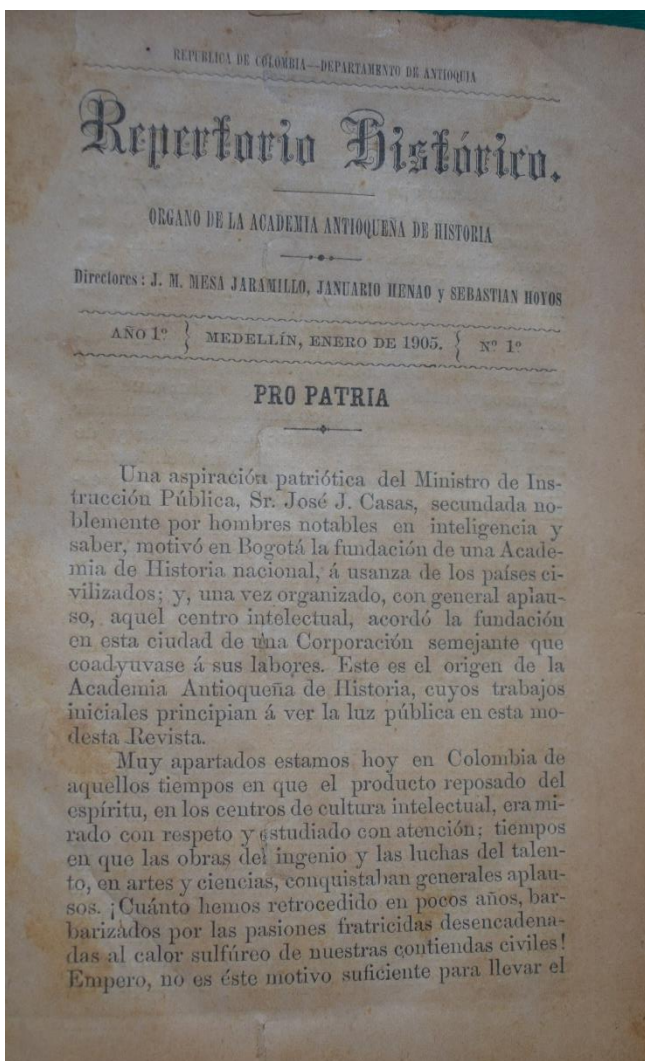 REPUBLICA DE COLOMBIA--DEPARTAMENTO DE ANTIOQUIA
Repertorio Histórico.
ORGANO DE LA ACADEMIA ANTIOQUEÑA DE HISTORIA
Directores: J. M. MESA JARAMILLO, JANUARIO HENAO y SEBASTIAN HOYOS
AÑO 1º } MEDELLÍN, ENERO DE 1905. { Nº 1º
PRO PATRIA
Una aspiración patriótica del Ministro de Ins-
trucción Pública, Sr. José J. Casas, secundada no-
blemente por hombres notables en inteligencia y
saber, motivó en Bogotá la fundación de una Acade-
mia de Historia nacional, á usanza de los países ci-
vilizados; y, una vez organizado, con general aplau-
so, aquel centro intelectual, acordó la fundación
en esta ciudad de una Corporación semejante que
coadyuvase á sus labores. Este es el origen de la
Academia Antioqueña de Historia, cuyos trabajos
iniciales principian á ver la luz pública en esta mo-
desta Revista.
Muy apartados estamos hoy en Colombia de
aquellos tiempos en que el producto reposado del
espíritu, en los centros de cultura intelectual, era mi-
rado con respeto y estudiado con atención; tiempos
en que las obras del ingenio y las luchas del talen-
to, en artes y ciencias, conquistaban generales aplau-
sos. ¡Cuánto hemos retrocedido en pocos años, bar-
barizados por las pasiones fratricidas desencadena-
das al calor sulfúreo de nuestras contiendas civiles!
Empero, no es éste motivo suficiente para llevar el